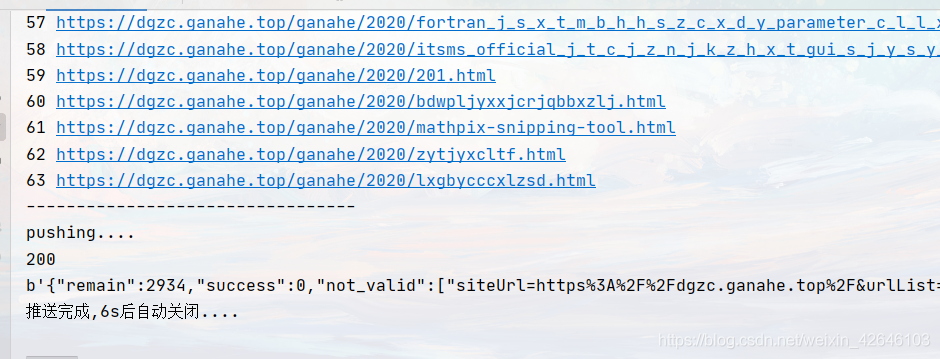 57 https://dgzc.ganahe.top/ganahe/2020/fortran_j_s_x_t_m_b_h_h_s_z_c_x_d_y_parameter_c_l_l_x
58 https://dgzc.ganahe.top/ganahe/2020/itsms_official_j_t_c_j_z_n_j_k_z_h_x_t_gui_s_j_y_s_y_
59 https://dgzc.ganahe.top/ganahe/2020/201.html
60 https://dgzc.ganahe.top/ganahe/2020/bdwpljyxxjcrjqbbxzlj.html
61 https://dgzc.ganahe.top/ganahe/2020/mathpix-snipping-tool.html
62 https://dgzc.ganahe.top/ganahe/2020/zytjyxcltf.html
63 https://dgzc.ganahe.top/ganahe/2020/lxgbycccxlzsd.html
---------------------------------
pushing....
200
b'{"remain":2934,"success":0,"not_valid":["siteUrl=https%3A%2F%2Fdgzc.ganahe.top%2F&urlList=
推送完成,6s后自动关闭....
https://blog.csdn.net/weixin_42646103